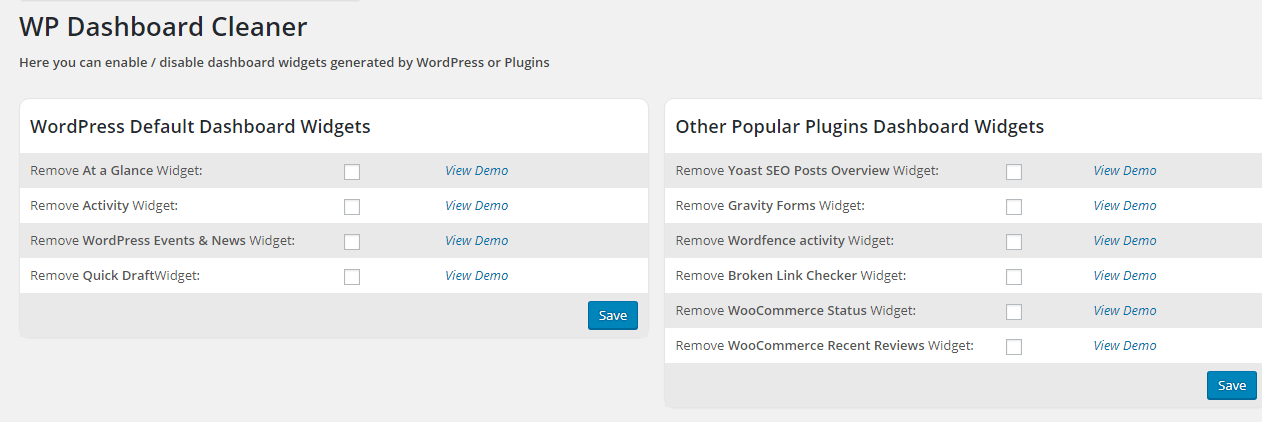 WP Dashboard Cleaner
Here you can enable / disable dashboard widgets generated by WordPress or Plugins
WordPress Default Dashboard Widgets
Remove At a Glance Widget: View Demo
Remove Activity Widget: View Demo
Remove WordPress Events & News Widget: View Demo
Remove Quick DraftWidget: View Demo
Save
Other Popular Plugins Dashboard Widgets
Remove Yoast SEO Posts Overview Widget: View Demo
Remove Gravity Forms Widget: View Demo
Remove Wordfence activity Widget: View Demo
Remove Broken Link Checker Widget: View Demo
Remove WooCommerce Status Widget: View Demo
Remove WooCommerce Recent Reviews Widget: View Demo
Save